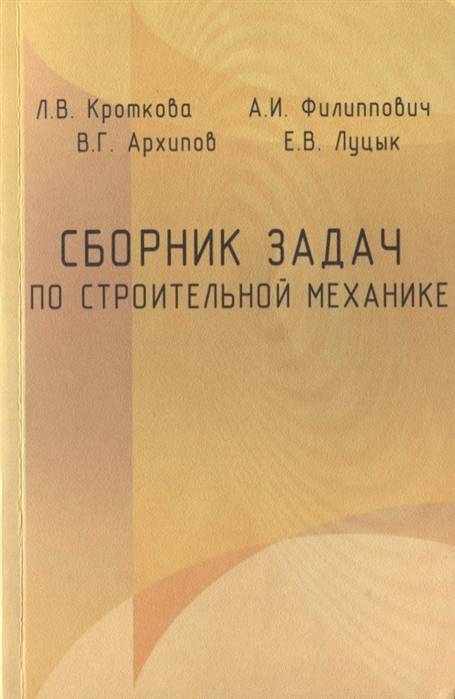 Л.В. Кроткова А.И. Филиппович
В.Г. Архипов Е.В. Луцык
СБОРНИК ЗАДАЧ
ПО СТРОИТЕЛЬНОЙ МЕХАНИКЕ